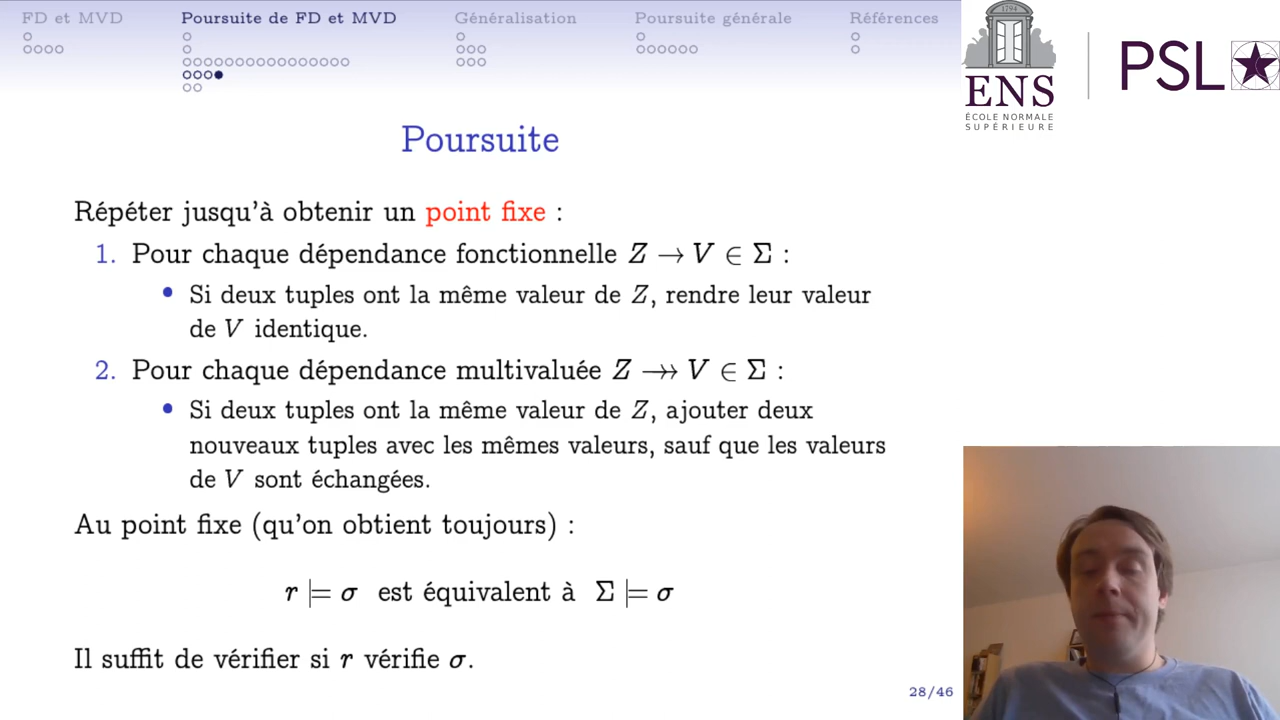 FD et MVD
Poursuite de FD et MVD
Généralisation
Poursuite générale
Références
1794
ENS
ÉCOLE NORMALE
SUPÉRIEURE
PSL
Poursuite
Répéter jusqu'à obtenir un point fixe :
1. Pour chaque dépendance fonctionnelle Z → V ∈ Σ :
• Si deux tuples ont la même valeur de Z, rendre leur valeur
de V identique.
2. Pour chaque dépendance multivaluée Z ↠ V ∈ Σ :
• Si deux tuples ont la même valeur de Z, ajouter deux
nouveaux tuples avec les mêmes valeurs, sauf que les valeurs
de V sont échangées.
Au point fixe (qu'on obtient toujours) :
r ⊨ σ est équivalent à Σ ⊨ σ
Il suffit de vérifier si r vérifie σ.
28/46